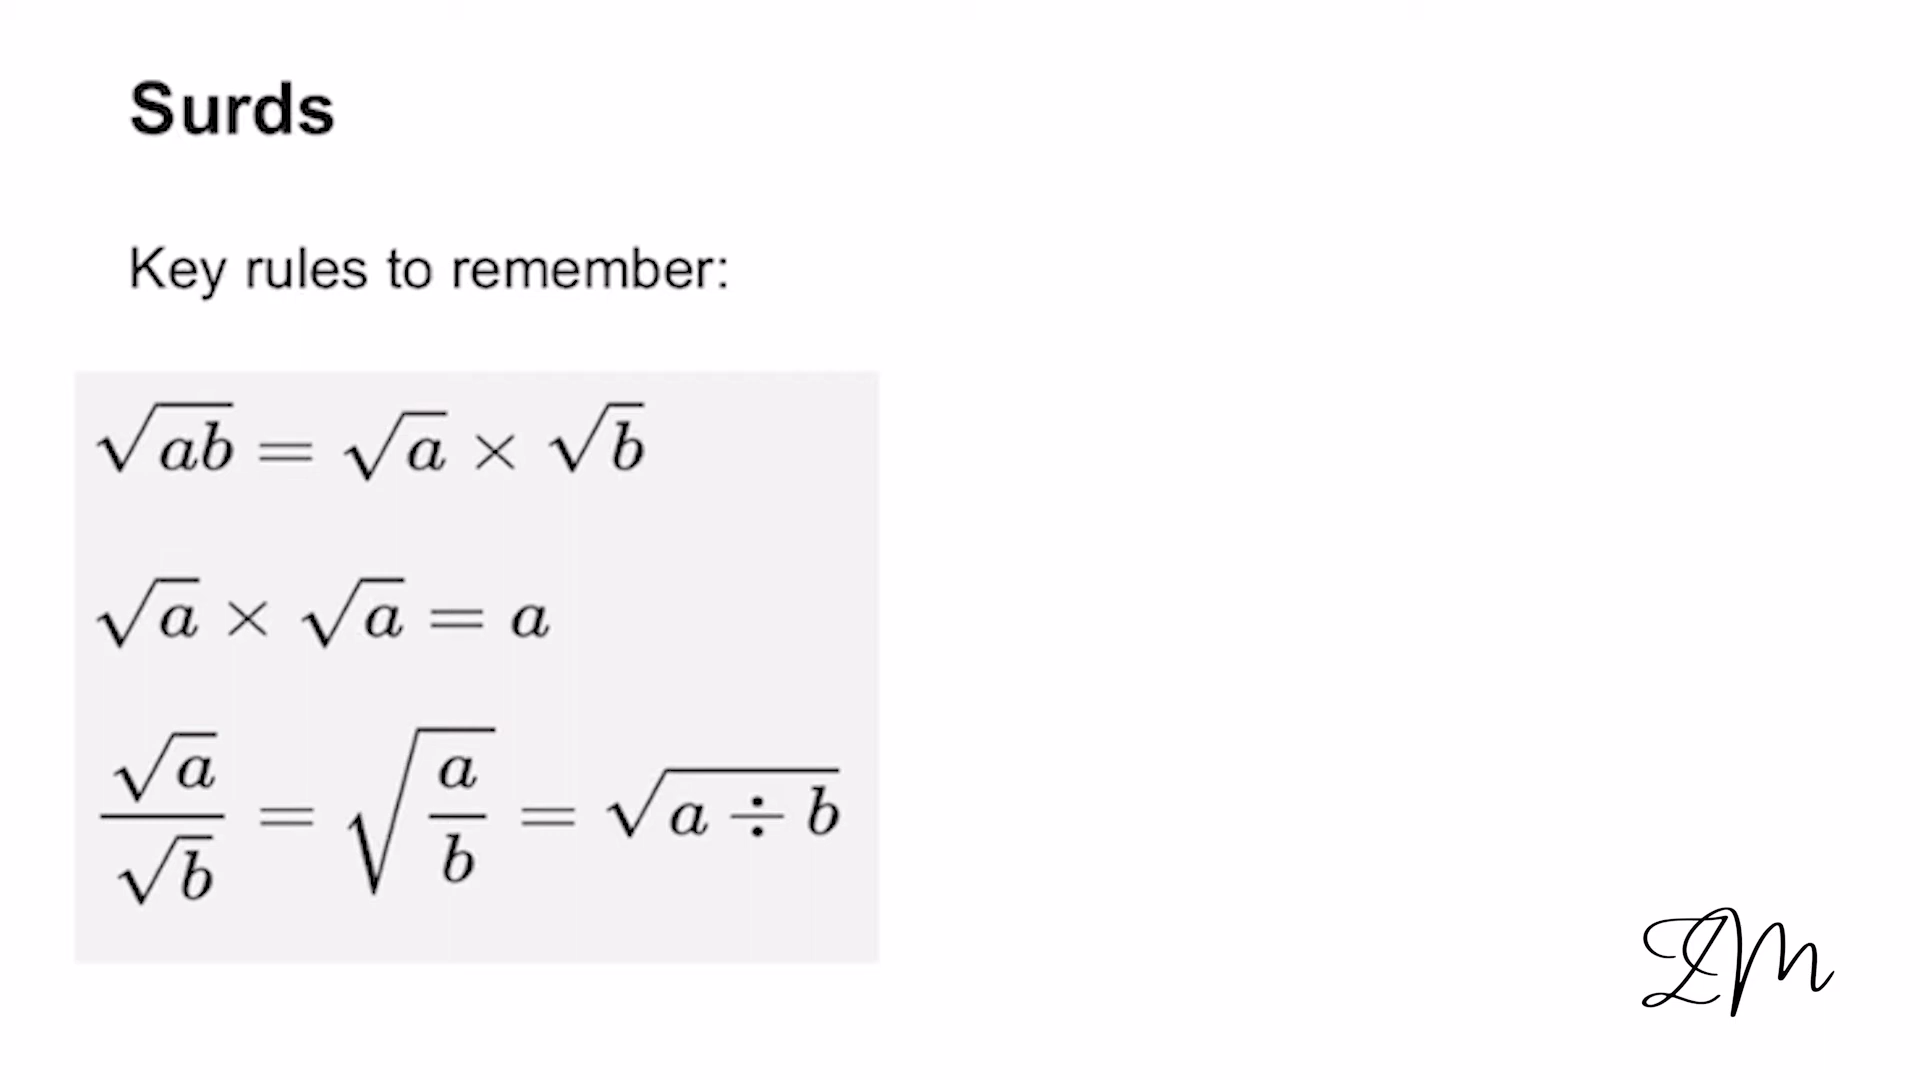 Surds
Key rules to remember:
√ab = √a × √b
√a × √a = a
√a/√b = √(a/b) = √(a ÷ b)